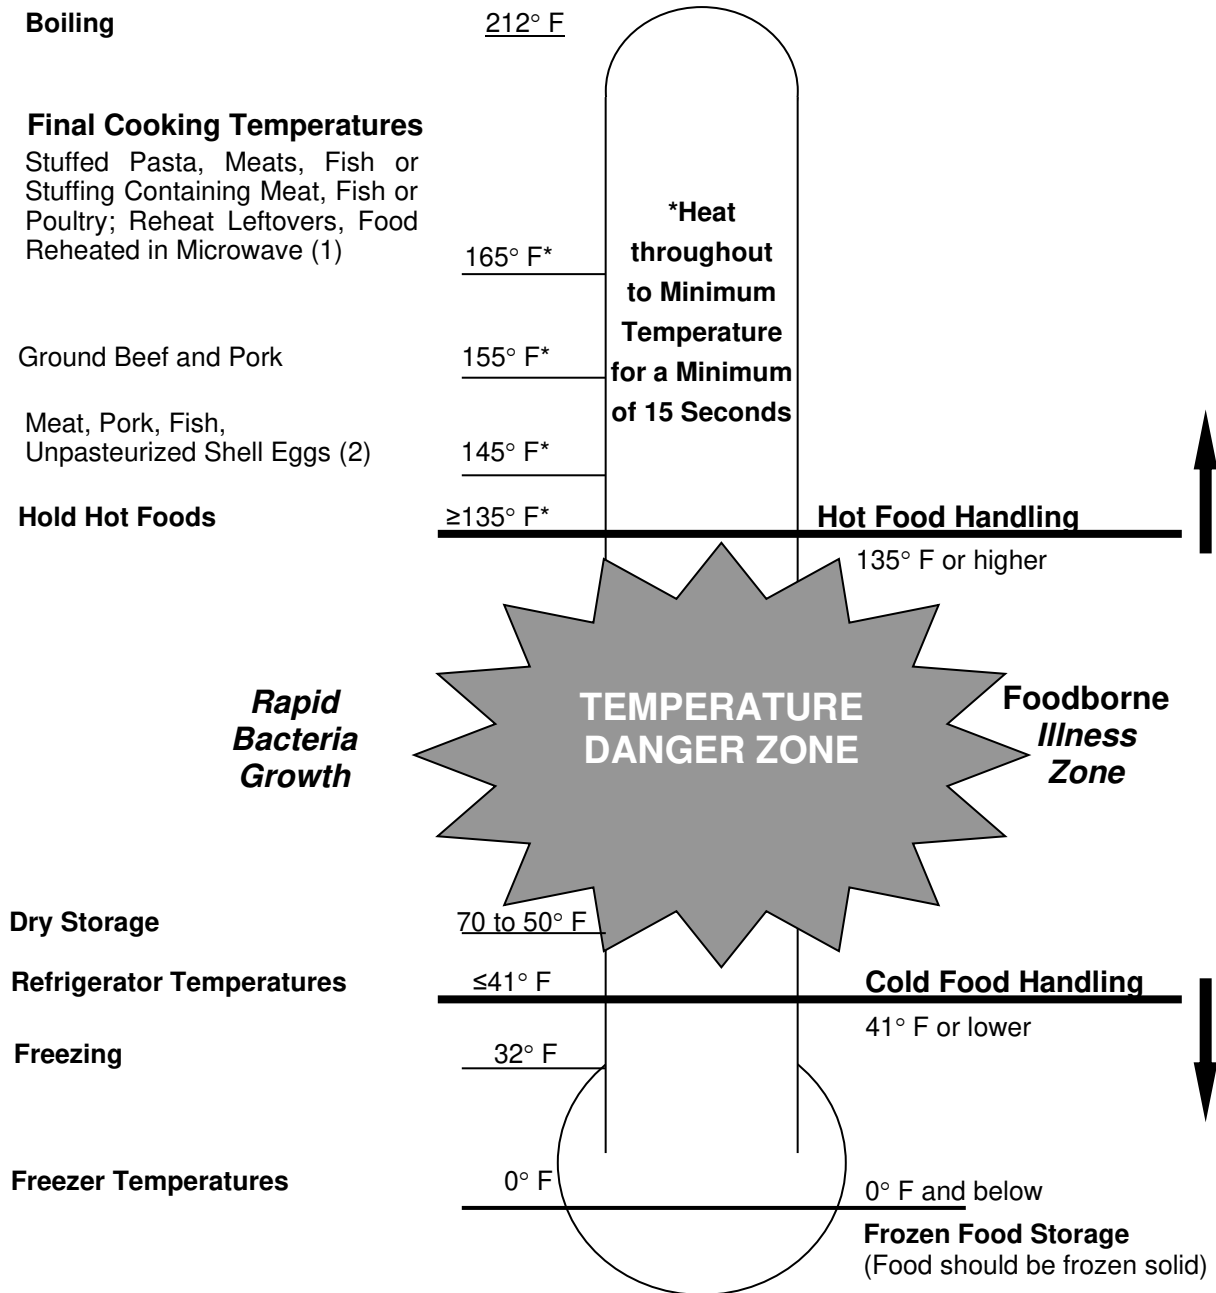 Boiling 212° F
Final Cooking Temperatures
Stuffed Pasta, Meats, Fish or
Stuffing Containing Meat, Fish or
Poultry; Reheat Leftovers, Food
Reheated in Microwave (1)
165° F*
*Heat
throughout
to Minimum
Temperature
for a Minimum
of 15 Seconds
Ground Beef and Pork 155° F*
Meat, Pork, Fish,
Unpasteurized Shell Eggs (2) 145° F*
Hold Hot Foods ≥135° F* Hot Food Handling
135° F or higher
Rapid
Bacteria
Growth
TEMPERATURE
DANGER ZONE
Foodborne
Illness
Zone
Dry Storage 70 to 50° F
Refrigerator Temperatures ≤41° F Cold Food Handling
41° F or lower
Freezing 32° F
Freezer Temperatures 0° F 0° F and below
Frozen Food Storage
(Food should be frozen solid)